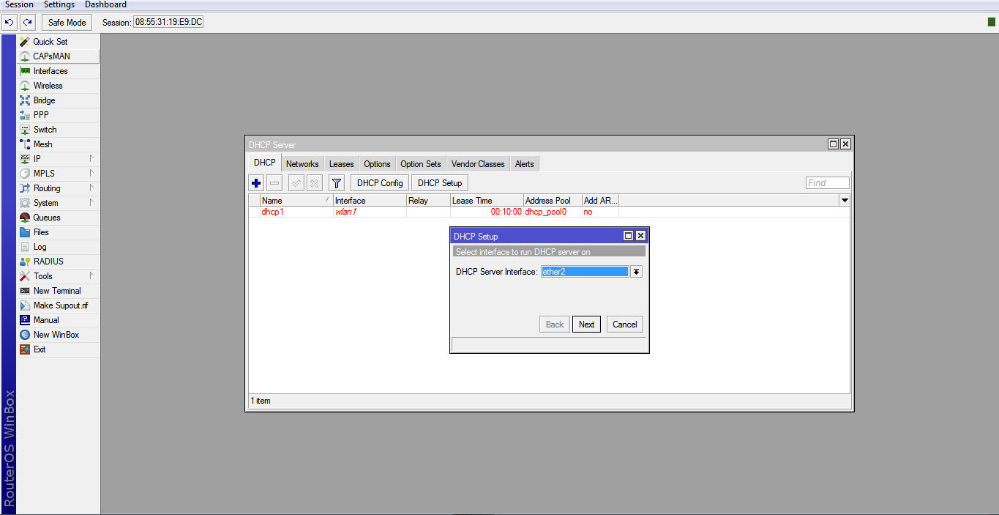 Session Settings Dashboard
Safe Mode Session: 08:55:31:19:E9:DC
Quick Set
CAPsMAN
Interfaces
Wireless
Bridge
PPP
Switch
Mesh
IP
MPLS
Routing
System
Queues
Files
Log
RADIUS
Tools
New Terminal
Make Supout.rif
Manual
New WinBox
Exit
RouterOS WinBox
DHCP Server
DHCP Networks Leases Options Option Sets Vendor Classes Alerts
DHCP Config DHCP Setup Find
Name Interface Relay Lease Time Address Pool Add AR...
dhcp1 wlan1 00:10:00 dhcp_pool0 no
DHCP Setup
Select interface to run DHCP server on
DHCP Server Interface: ether2
Back Next Cancel
1 item